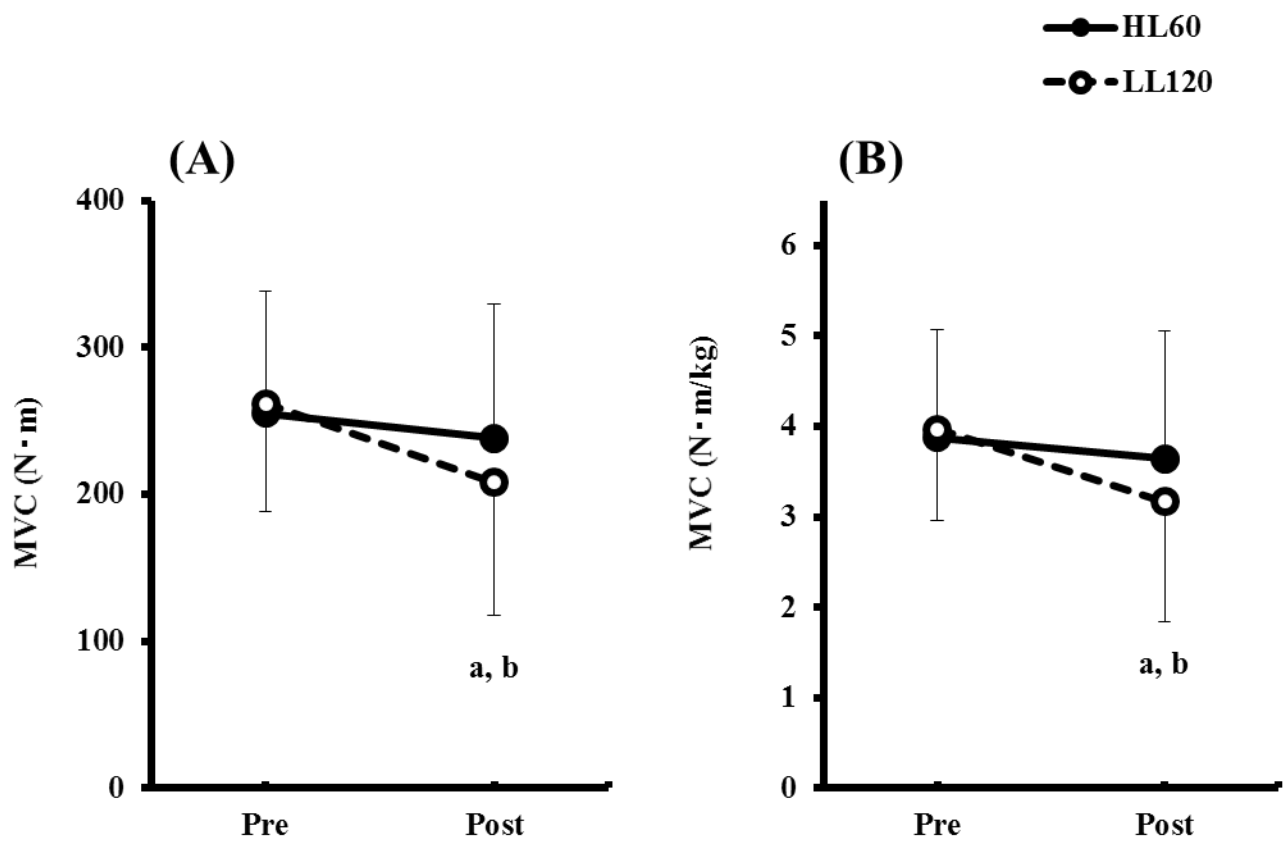 HL60
LL120
(A)
400
300
200
100
0
MVC (N・m)
a, b
Pre Post
(B)
6
5
4
3
2
1
0
MVC (N・m/kg)
a, b
Pre Post